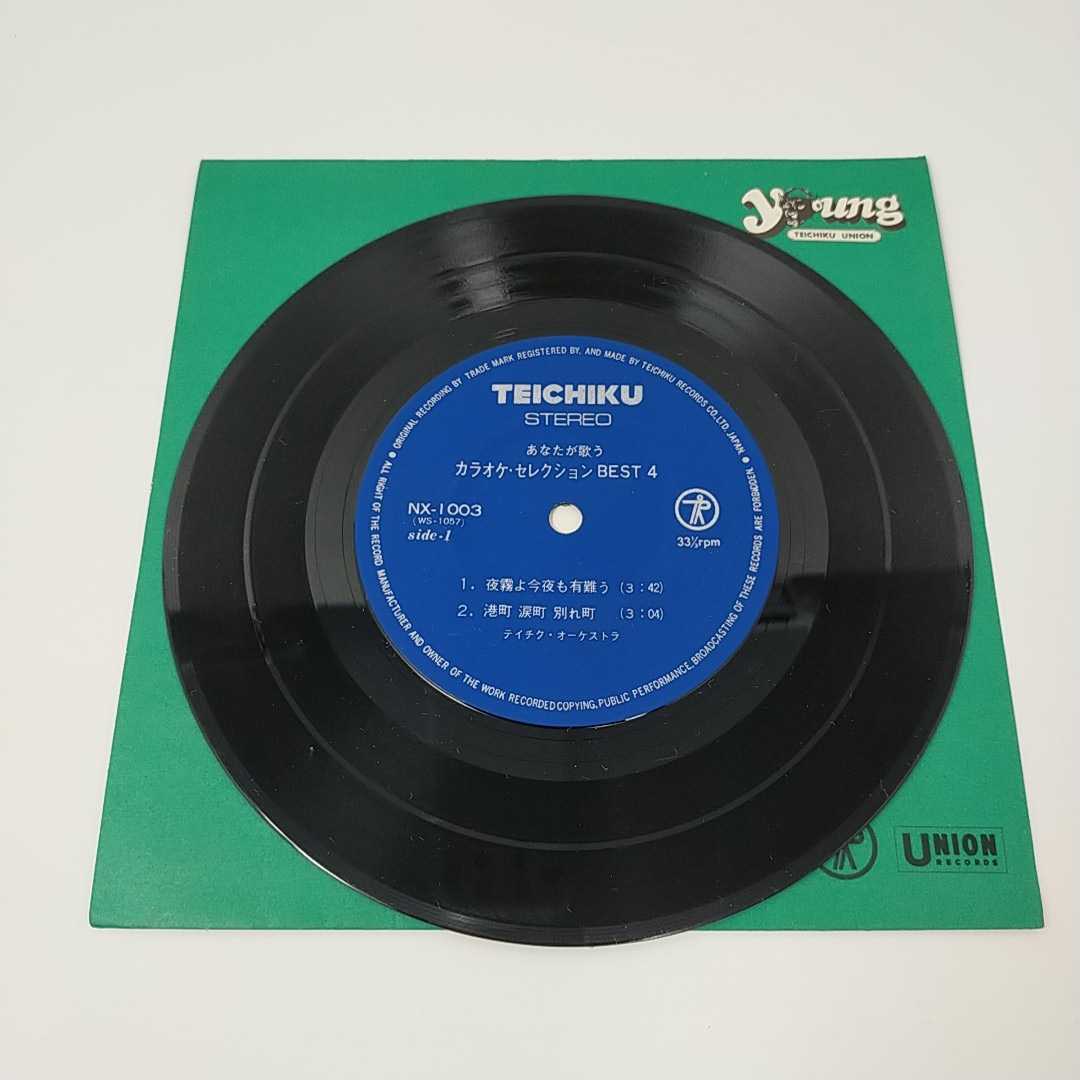 young
TEICHIKU UNION
● ORIGINAL RECORDING BY TRADE MARK REGISTERED BY. AND MADE BY TEICHIKU RECORDS CO.,LTD. JAPAN ●
TEICHIKU
STEREO
あなたが歌う
カラオケ・セレクション BEST 4
NX-1003
(WS-1057)
side-I
33⅓rpm
1. 夜霧よ今夜も有難う (3:42)
2. 港町 涙町 別れ町 (3:04)
テイチク・オーケストラ
ALL RIGHT OF THE RECORD MANUFACTURER AND OWNER OF THE WORK RECORDED COPYING, PUBLIC PERFORMANCE, BROADCASTING OF THESE RECORDS ARE FORBIDDEN.
UNION
RECORDS